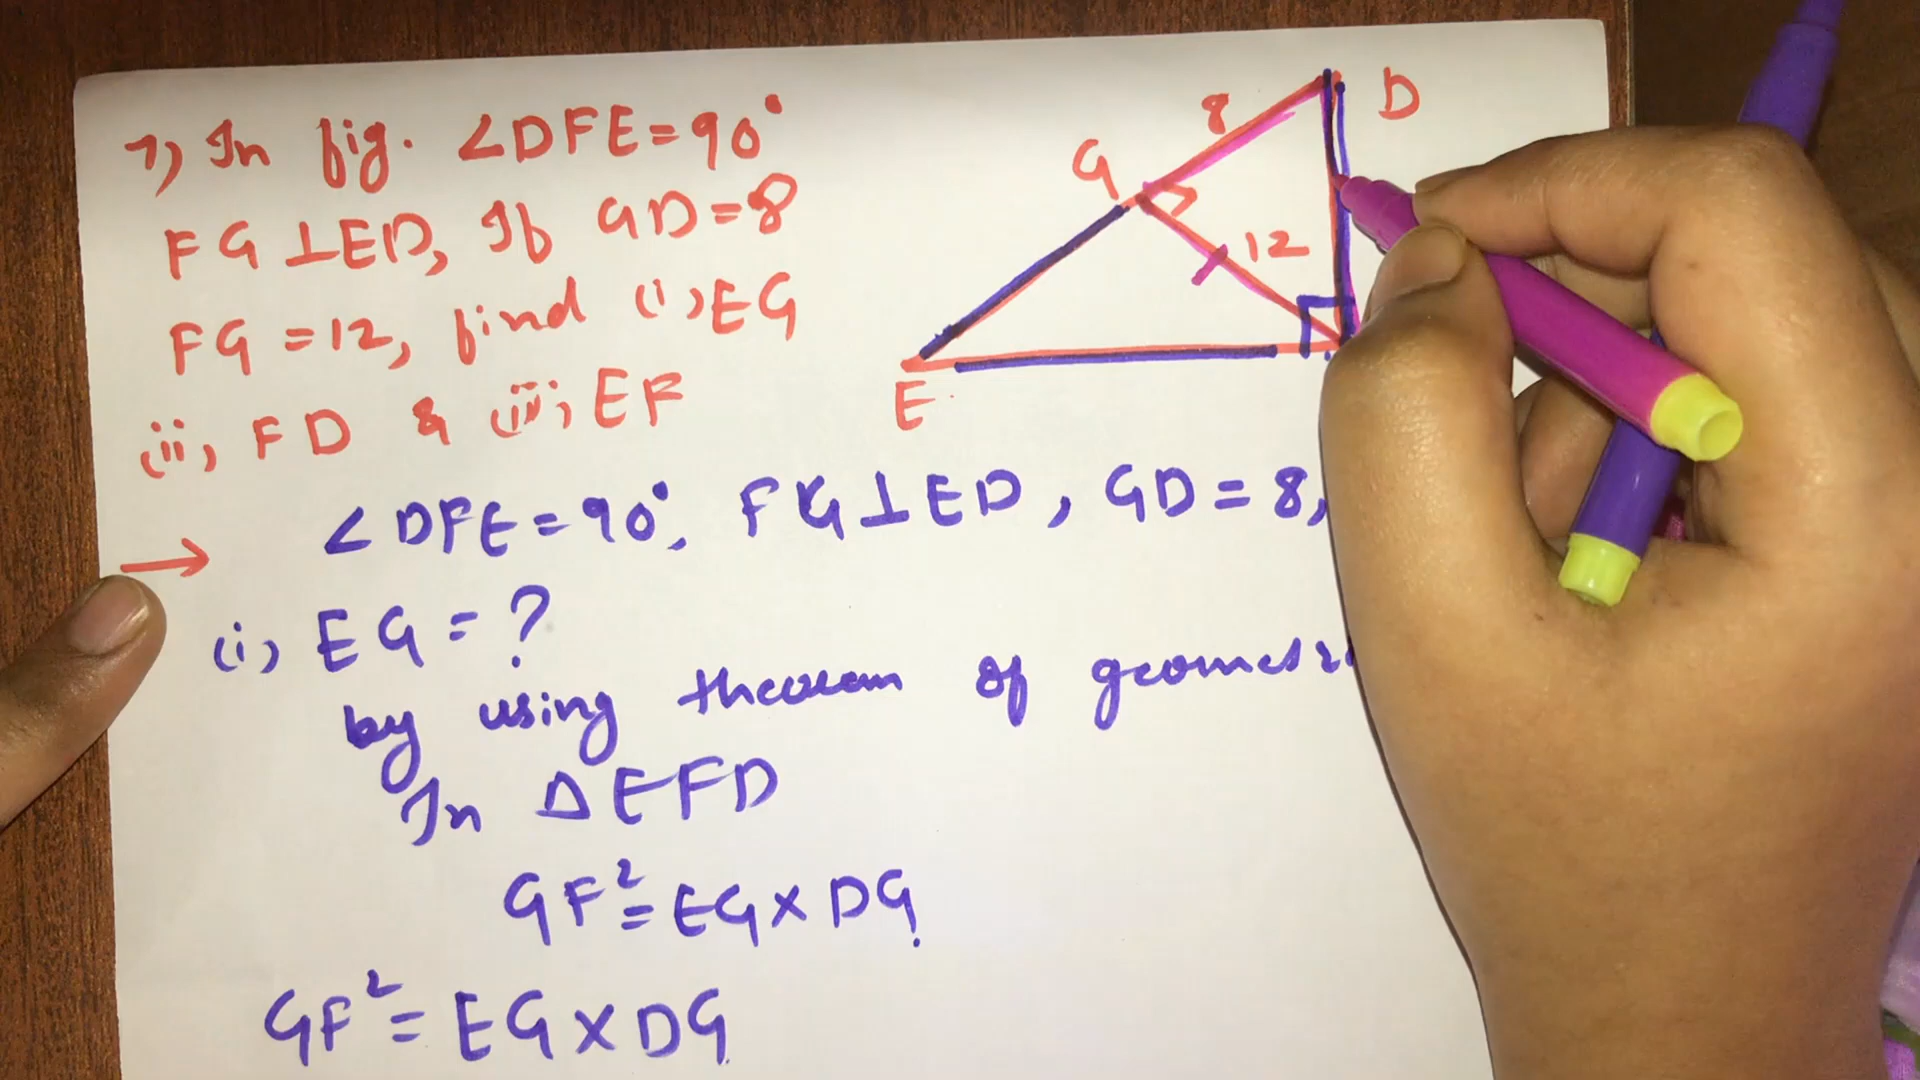 7) In fig. ∠DFE=90°
FG⊥ED, If GD=8
FG=12, find (i) EG
(ii) FD & (iii) EF
G
8
D
12
E
→ ∠DFE=90°, FG⊥ED, GD=8,
(i) EG=?
by using theorem of
In ΔEFD
GF²=EG×DG
GF²=EG×DG